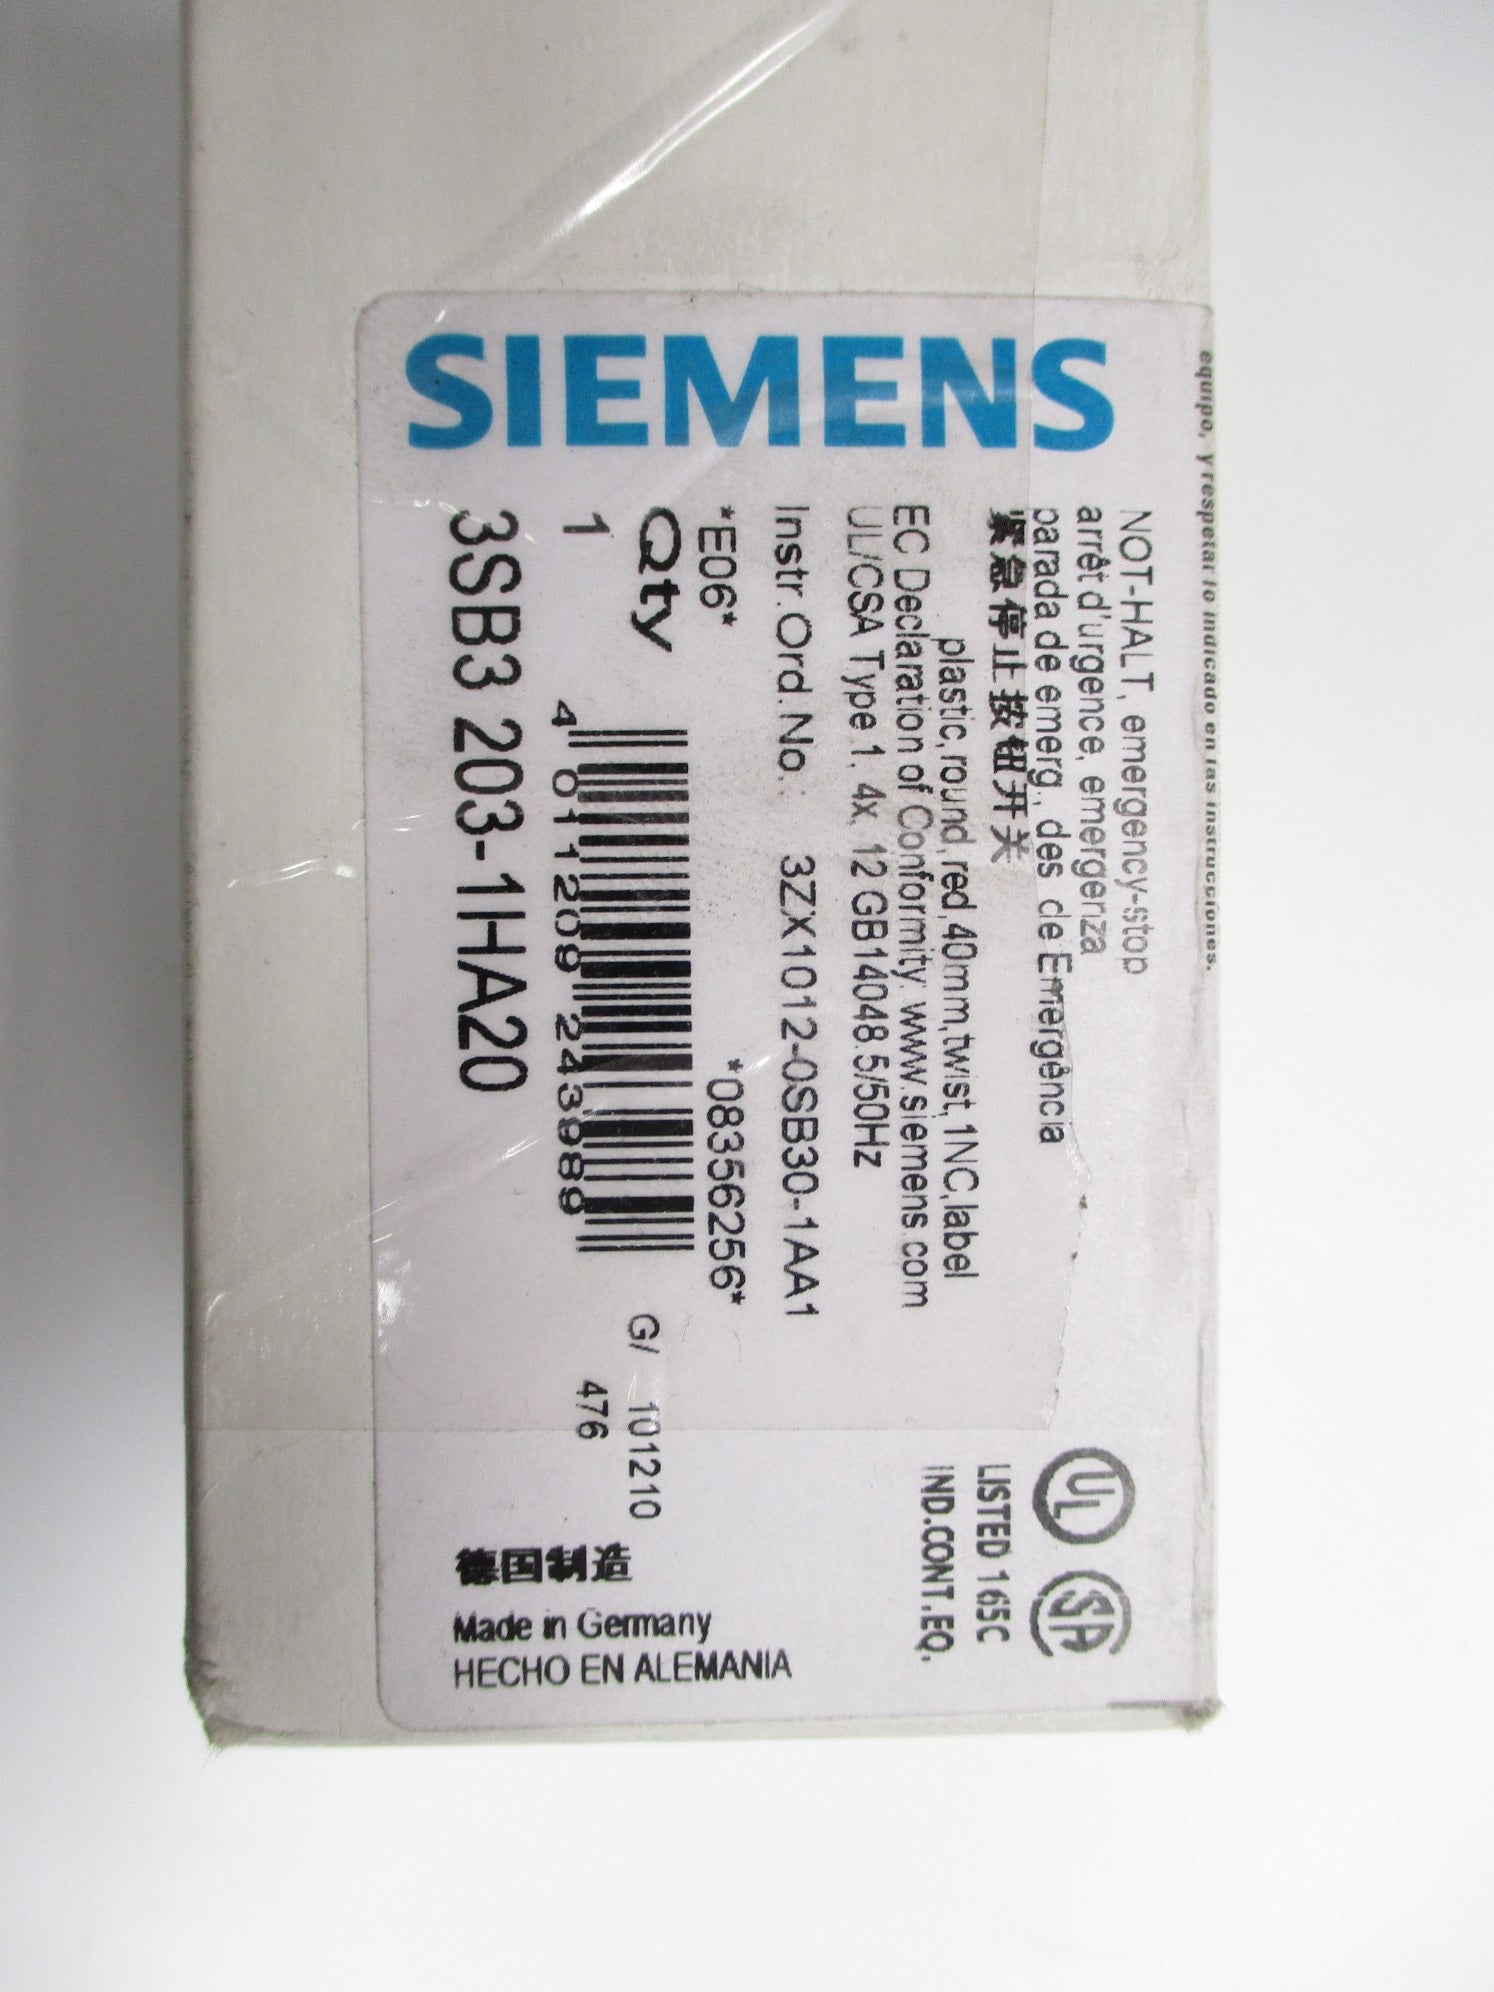 equipo, y respetar lo indicado en las instrucciones.
SIEMENS
NOT-HALT, emergency-stop
arrêt d'urgence, emergenza
parada de emerg., des. de Emergência
紧急停止按钮开关
plastic,round,red,40mm,twist,1NC,label
EC Declaration of Conformity: www.siemens.com
UL/CSA Type 1, 4x, 12 GB14048.5/50Hz
Instr.Ord.No.: 3ZX1012-0SB30-1AA1
*E06* *08356256*
Qty
1
4 011209 243989
3SB3 203-1HA20
G/ 101210
476
UL
SA
LISTED 165C
IND.CONT.EQ.
德国制造
Made in Germany
HECHO EN ALEMANIA